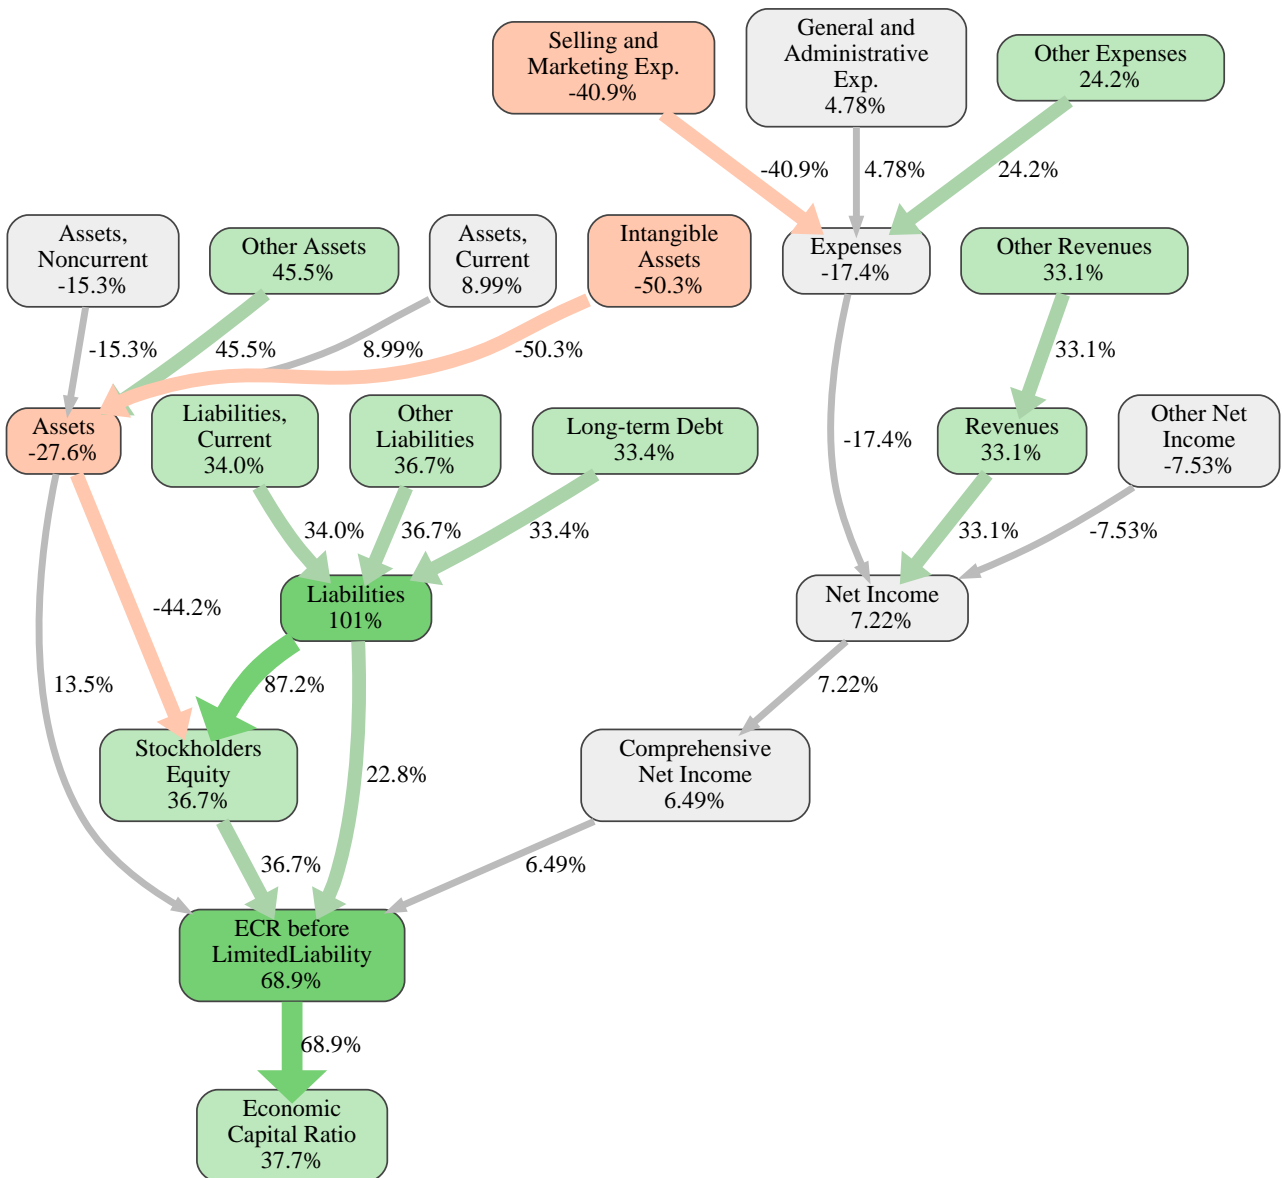 Selling and
Marketing Exp.
-40.9%
General and
Administrative
Exp.
4.78%
Other Expenses
24.2%
-40.9%
4.78%
24.2%
Assets,
Noncurrent
-15.3%
Other Assets
45.5%
Assets,
Current
8.99%
Intangible
Assets
-50.3%
Expenses
-17.4%
Other Revenues
33.1%
-15.3%
45.5%
8.99%
-50.3%
33.1%
Assets
-27.6%
Liabilities,
Current
34.0%
Other
Liabilities
36.7%
Long-term Debt
33.4%
-17.4%
Revenues
33.1%
Other Net
Income
-7.53%
34.0%
36.7%
33.4%
33.1%
-7.53%
-44.2%
Liabilities
101%
Net Income
7.22%
13.5%
87.2%
7.22%
Stockholders
Equity
36.7%
22.8%
Comprehensive
Net Income
6.49%
36.7%
6.49%
ECR before
LimitedLiability
68.9%
68.9%
Economic
Capital Ratio
37.7%